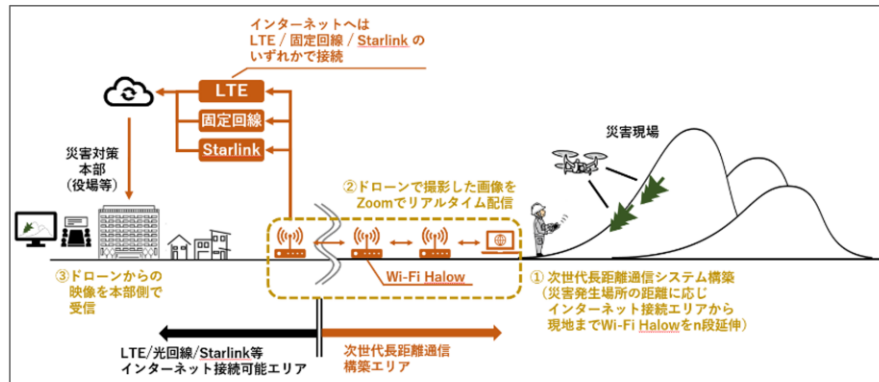 インターネットへは
LTE / 固定回線 / Starlink の
いずれかで接続
LTE
固定回線
Starlink
災害対策
本部
（役場等）
災害現場
②ドローンで撮影した画像を
Zoomでリアルタイム配信
Wi-Fi Halow
③ドローンからの
映像を本部側で
受信
① 次世代長距離通信システム構築
（災害発生場所の距離に応じ
インターネット接続エリアから
現地までWi-Fi Halowをn段延伸）
LTE/光回線/Starlink等
インターネット接続可能エリア
次世代長距離通信
構築エリア